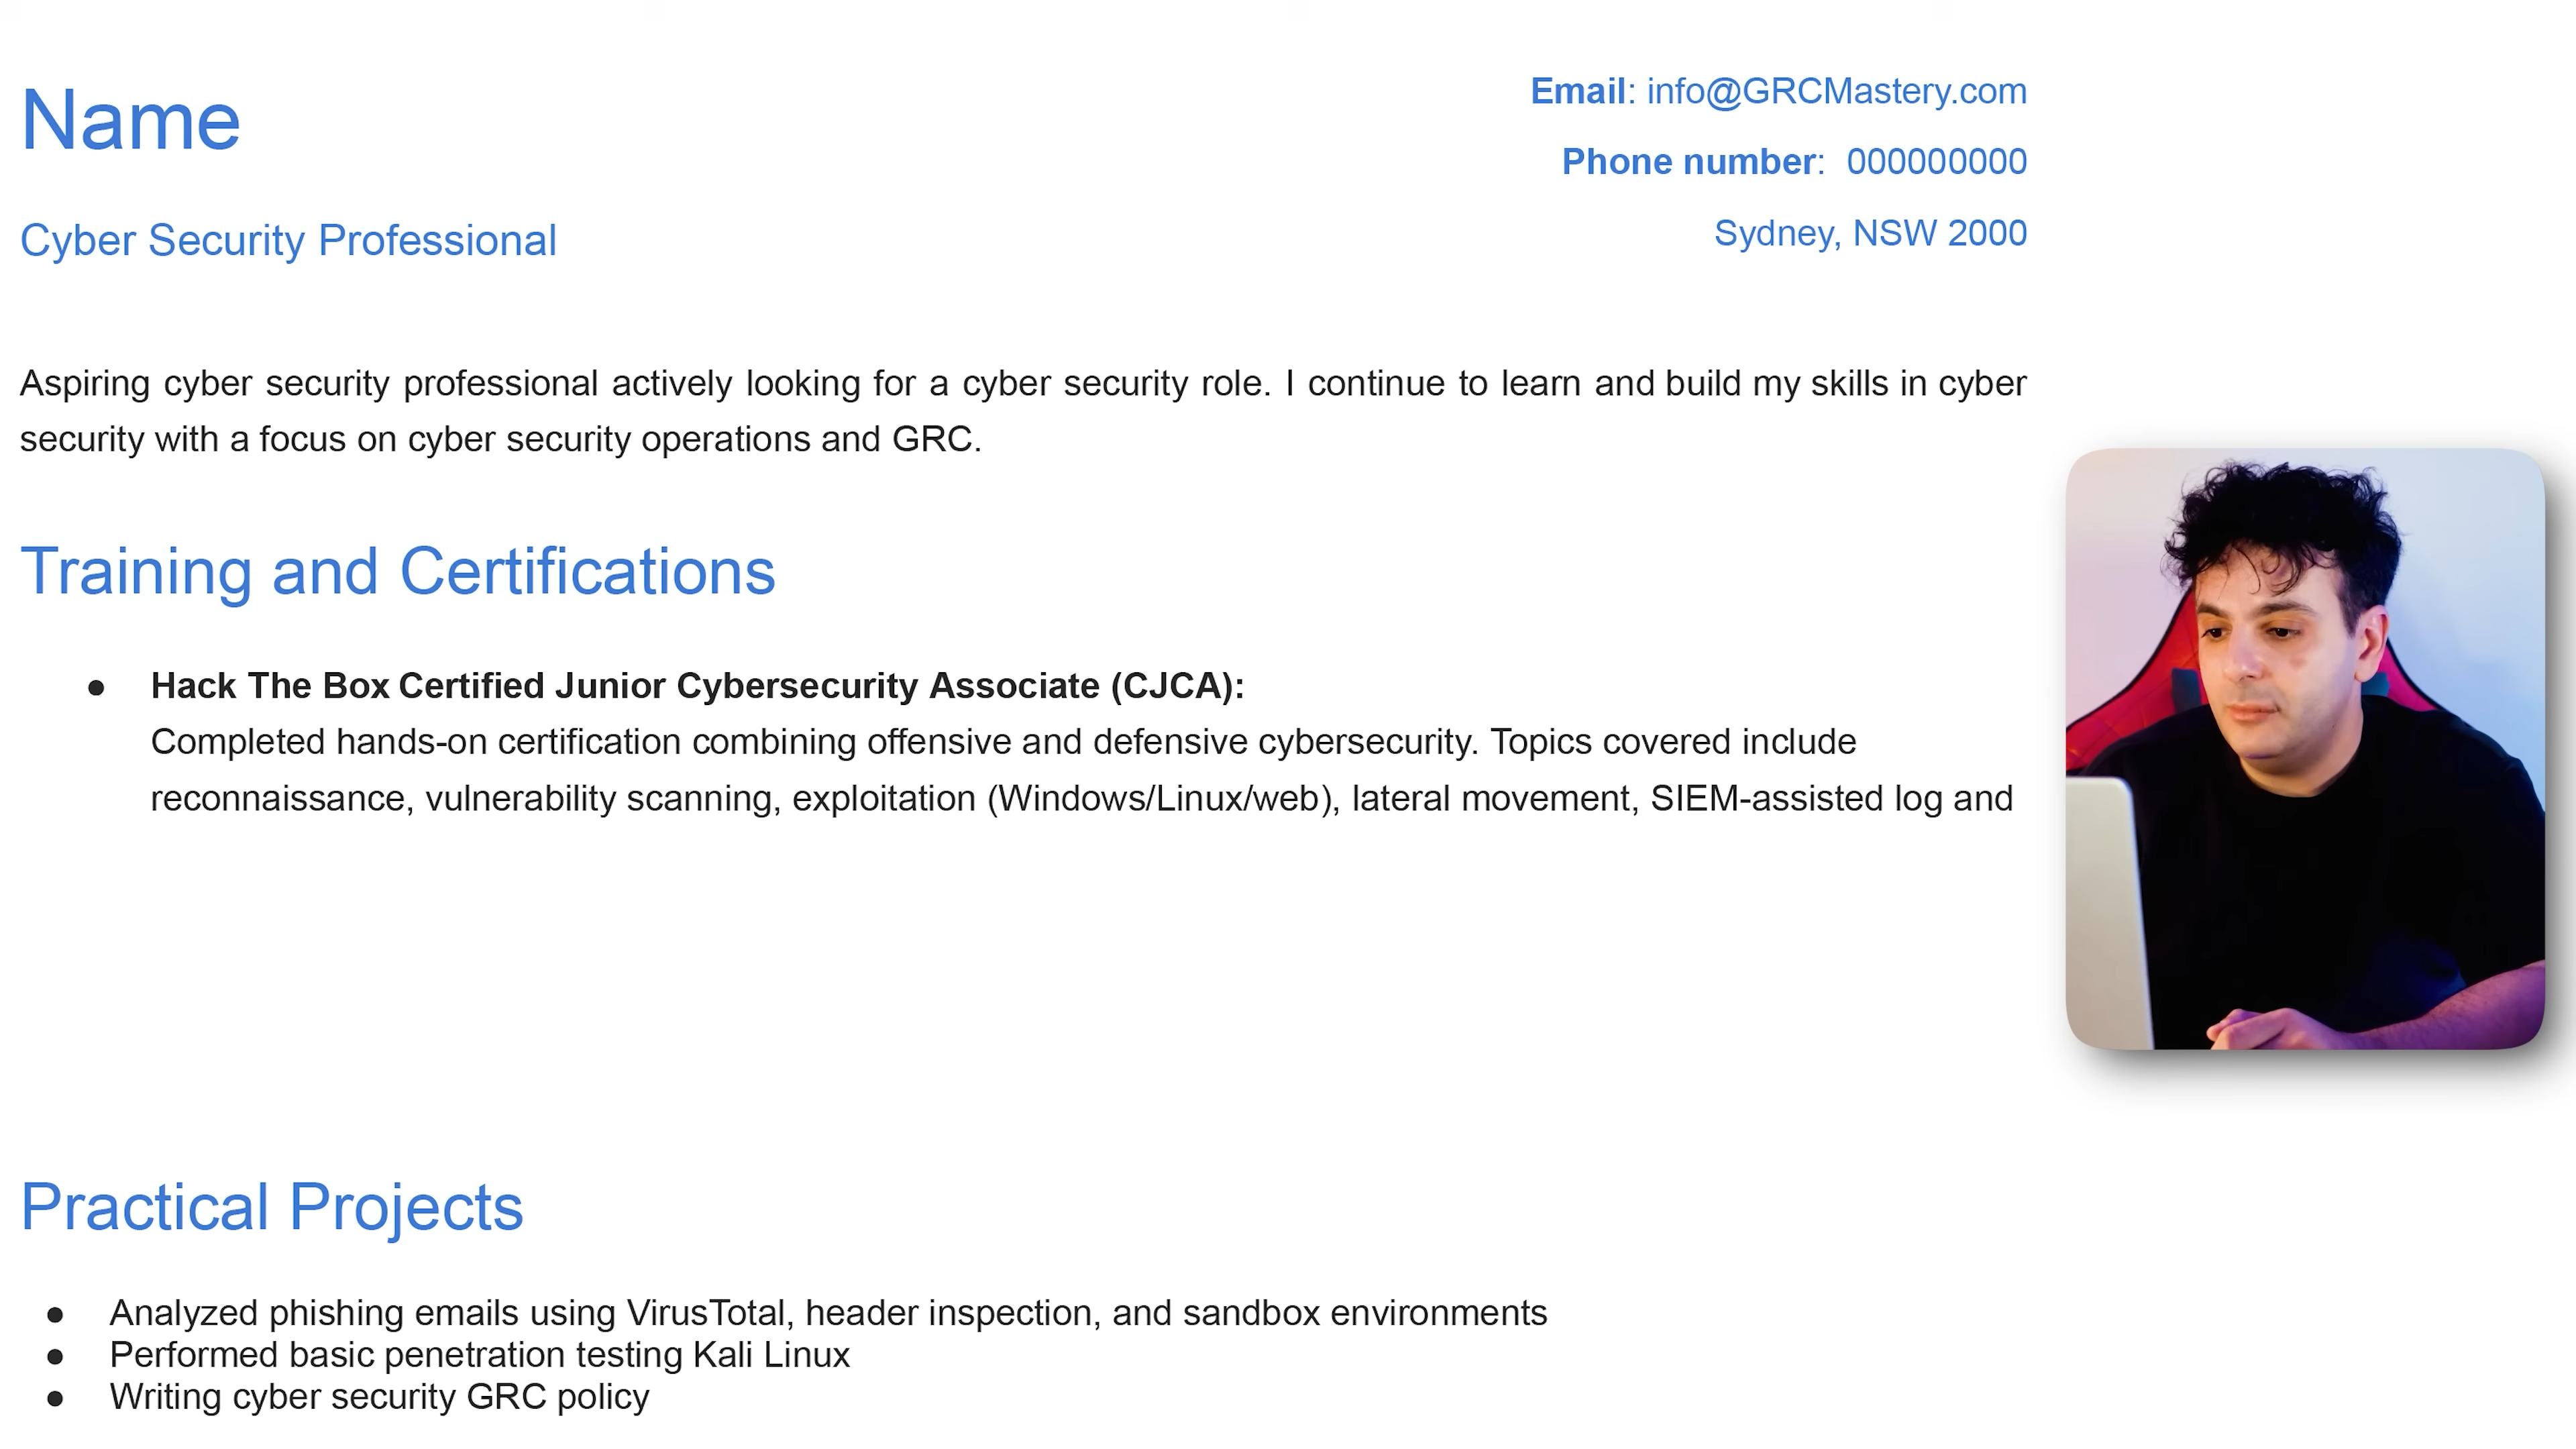 Name
Cyber Security Professional
Email: info@GRCMastery.com
Phone number: 000000000
Sydney, NSW 2000
Aspiring cyber security professional actively looking for a cyber security role. I continue to learn and build my skills in cyber
security with a focus on cyber security operations and GRC.
Training and Certifications
● Hack The Box Certified Junior Cybersecurity Associate (CJCA):
Completed hands-on certification combining offensive and defensive cybersecurity. Topics covered include
reconnaissance, vulnerability scanning, exploitation (Windows/Linux/web), lateral movement, SIEM-assisted log and
Practical Projects
● Analyzed phishing emails using VirusTotal, header inspection, and sandbox environments
● Performed basic penetration testing Kali Linux
● Writing cyber security GRC policy